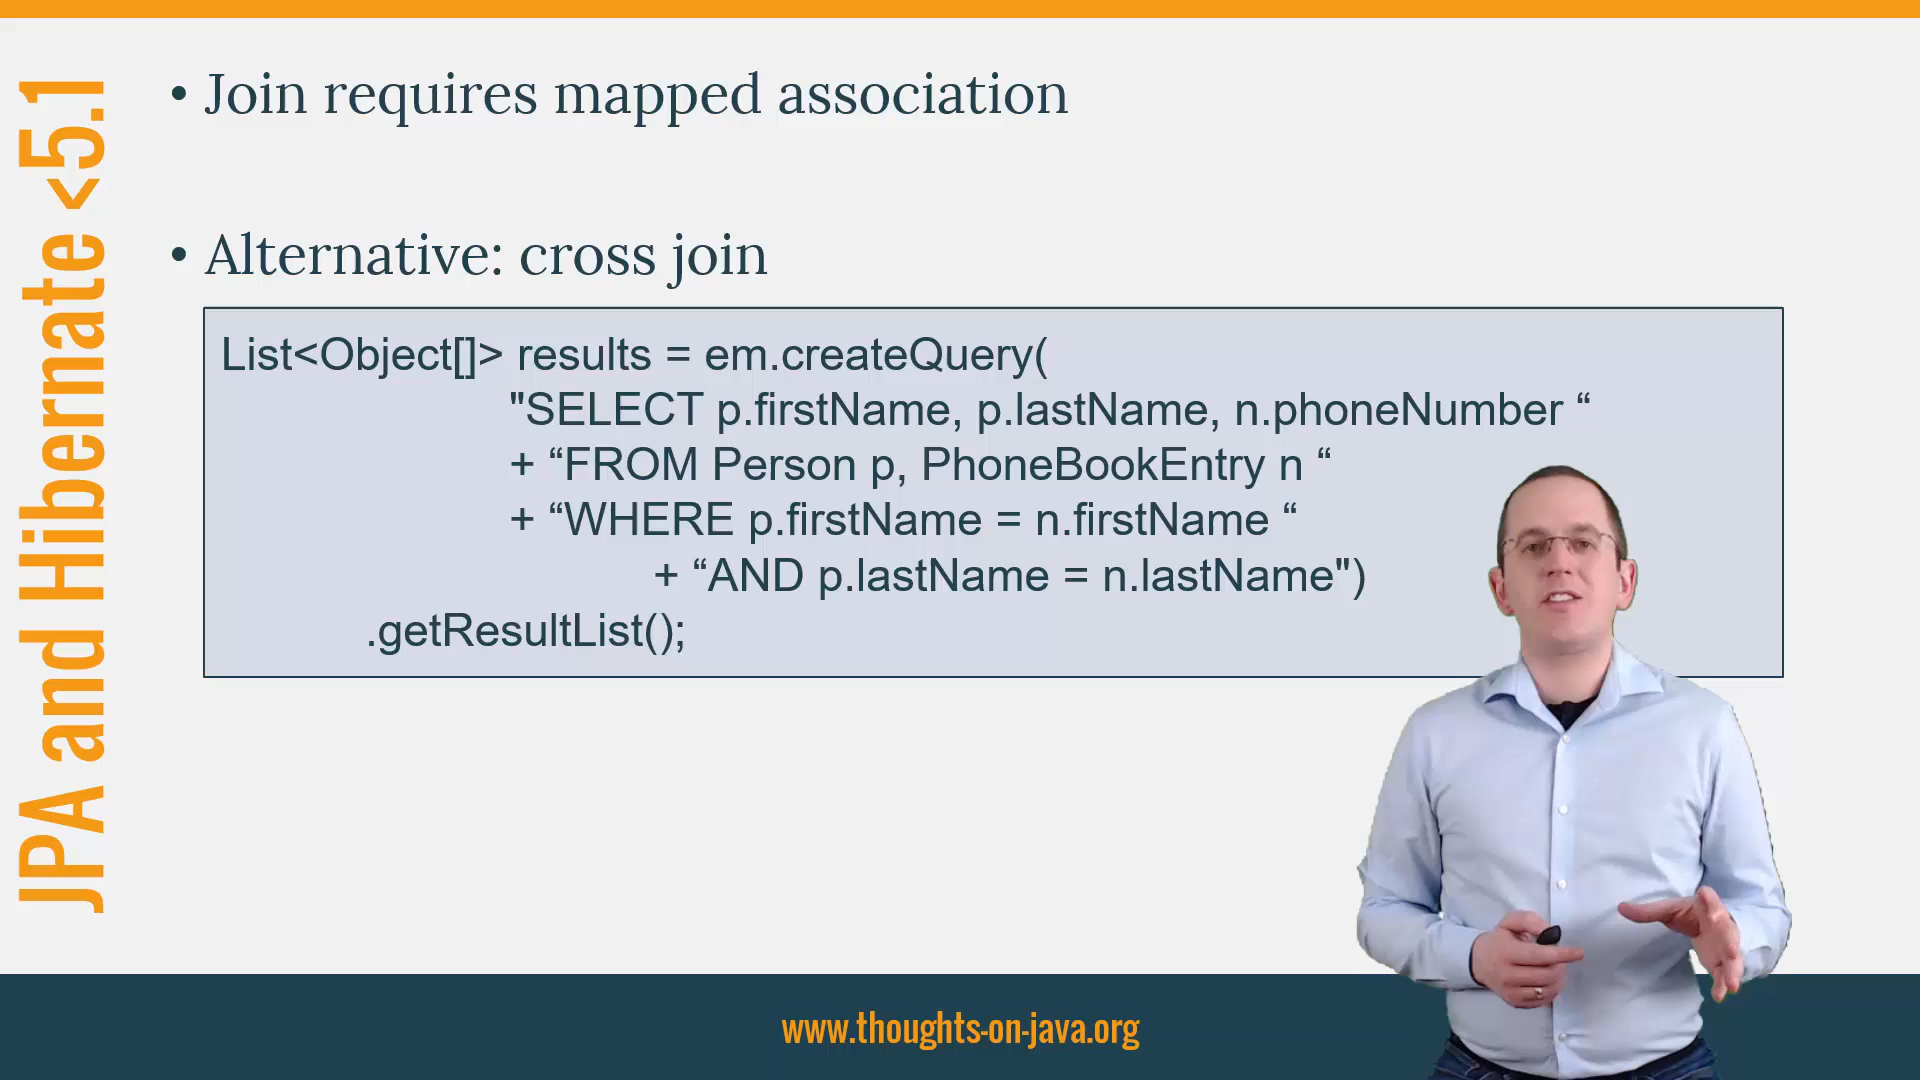 JPA and Hibernate <5.1
• Join requires mapped association
• Alternative: cross join
List<Object[]> results = em.createQuery(
"SELECT p.firstName, p.lastName, n.phoneNumber “
+ “FROM Person p, PhoneBookEntry n “
+ “WHERE p.firstName = n.firstName “
+ “AND p.lastName = n.lastName")
.getResultList();
www.thoughts-on-java.org